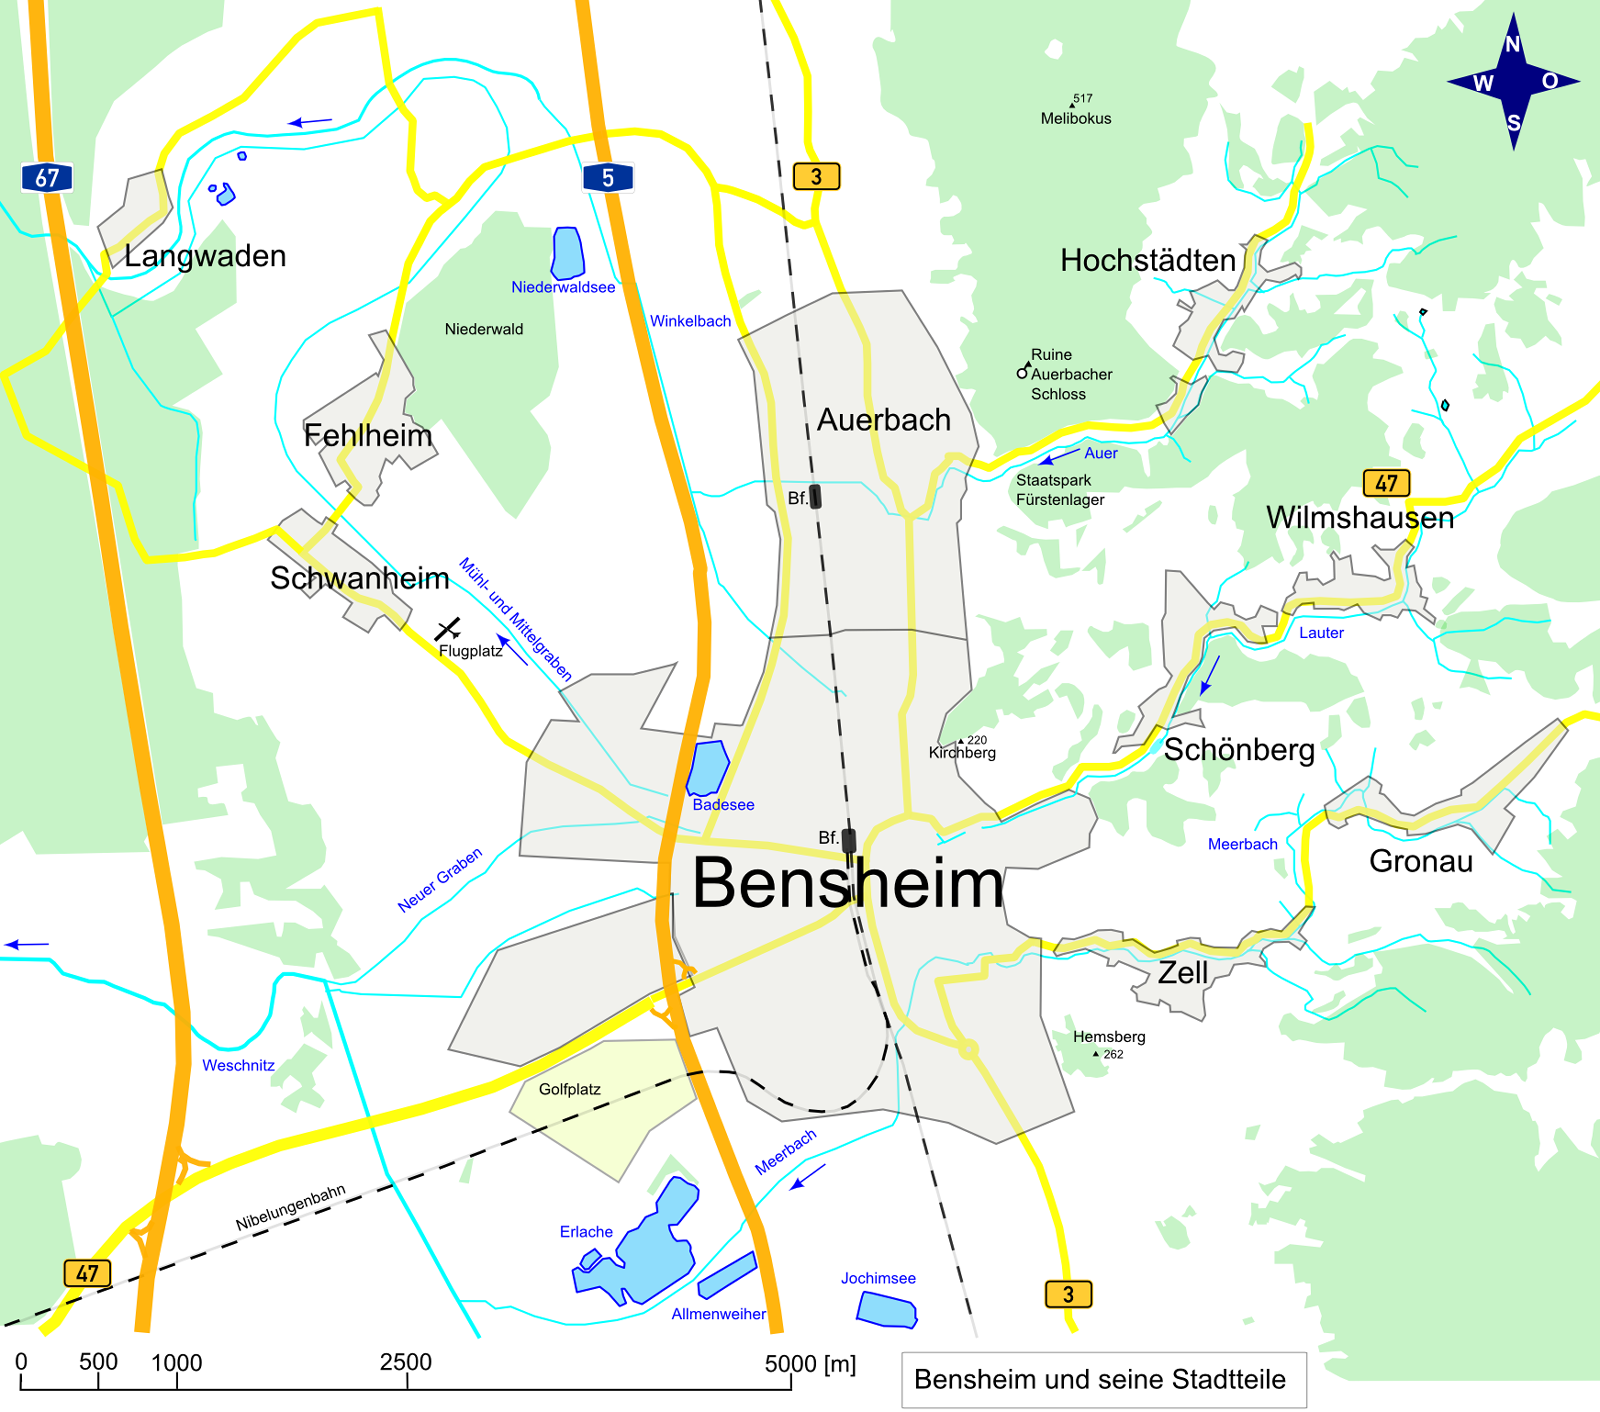 N
W
O
S
517
Melibokus
67
5
3
Langwaden
Hochstädten
Niederwaldsee
Winkelbach
Niederwald
Ruine
Auerbacher
Schloss
Auerbach
Fehlheim
Auer
Staatspark
Fürstenlager
47
Bf.
Wilmshausen
Schwanheim
Mühl- und Mittelgraben
Flugplatz
Lauter
220
Kirchberg
Schönberg
Badesee
Bf.
Meerbach
Gronau
Neuer Graben
Bensheim
Zell
Weschnitz
Hemsberg
262
Golfplatz
Meerbach
Nibelungenbahn
Erlache
47
Jochimsee
3
Allmenweiher
0 500 1000 2500 5000 [m]
Bensheim und seine Stadtteile